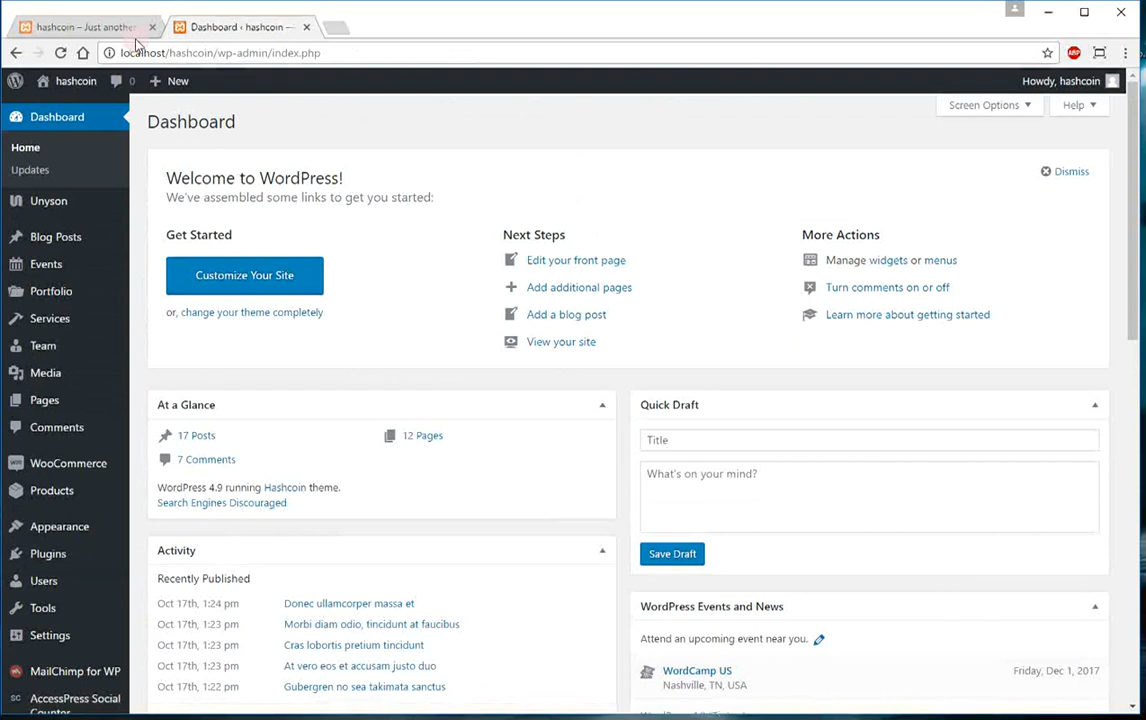 hashcoin – Just another
Dashboard ‹ hashcoin —
localhost/hashcoin/wp-admin/index.php
ABP
hashcoin
0
New
Howdy, hashcoin
Dashboard
Home
Updates
Unyson
Blog Posts
Events
Portfolio
Services
Team
Media
Pages
Comments
WooCommerce
Products
Appearance
Plugins
Users
Tools
Settings
MailChimp for WP
SC AccessPress Social
Counter
Dashboard
Screen Options
Help
Welcome to WordPress!
We've assembled some links to get you started:
Dismiss
Get Started
Customize Your Site
or, change your theme completely
Next Steps
Edit your front page
Add additional pages
Add a blog post
View your site
More Actions
Manage widgets or menus
Turn comments on or off
Learn more about getting started
At a Glance
17 Posts
12 Pages
7 Comments
WordPress 4.9 running Hashcoin theme.
Search Engines Discouraged
Activity
Recently Published
Oct 17th, 1:24 pm Donec ullamcorper massa et
Oct 17th, 1:23 pm Morbi diam odio, tincidunt at faucibus
Oct 17th, 1:23 pm Cras lobortis pretium tincidunt
Oct 17th, 1:23 pm At vero eos et accusam justo duo
Oct 17th, 1:22 pm Gubergren no sea takimata sanctus
Quick Draft
Title
What's on your mind?
Save Draft
WordPress Events and News
Attend an upcoming event near you.
WordCamp US
Friday, Dec 1, 2017
Nashville, TN, USA